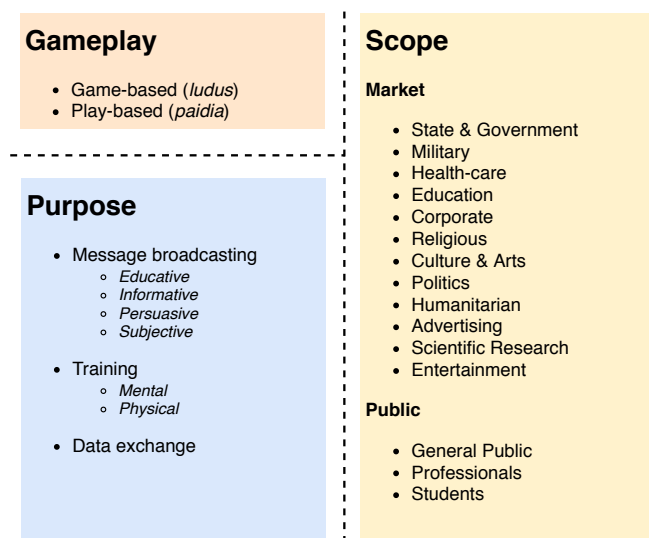 Gameplay
• Game-based (ludus)
• Play-based (paidia)
Purpose
• Message broadcasting
◦ Educative
◦ Informative
◦ Persuasive
◦ Subjective
• Training
◦ Mental
◦ Physical
• Data exchange
Scope
Market
• State & Government
• Military
• Health-care
• Education
• Corporate
• Religious
• Culture & Arts
• Politics
• Humanitarian
• Advertising
• Scientific Research
• Entertainment
Public
• General Public
• Professionals
• Students